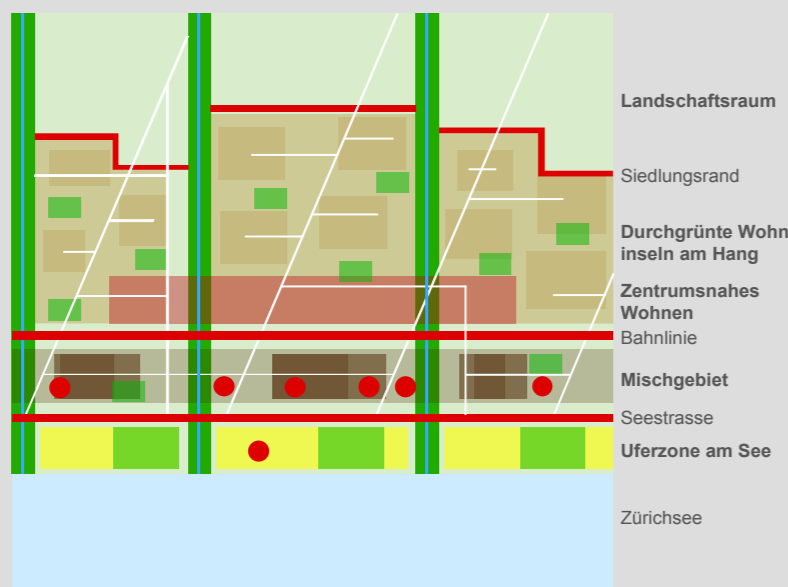 Landschaftsraum
Siedlungsrand
Durchgrünte Wohn
inseln am Hang
Zentrumsnahes
Wohnen
Bahnlinie
Mischgebiet
Seestrasse
Uferzone am See
Zürichsee